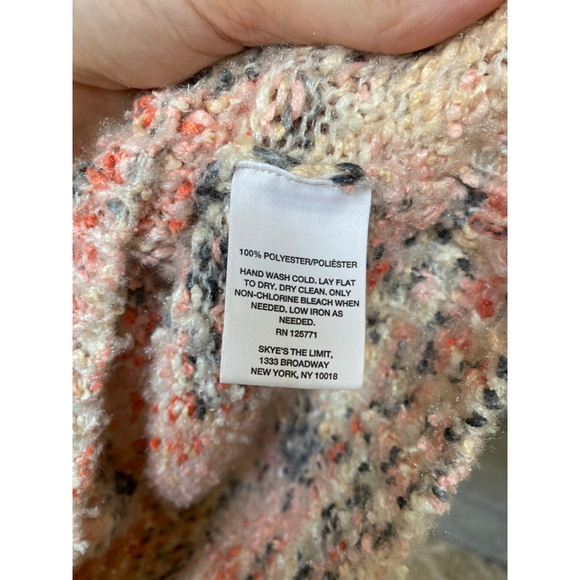 100% POLYESTER/POLIÉSTER
HAND WASH COLD. LAY FLAT
TO DRY. DRY CLEAN. ONLY
NON-CHLORINE BLEACH WHEN
NEEDED. LOW IRON AS
NEEDED.
RN 125771
SKYE'S THE LIMIT,
1333 BROADWAY
NEW YORK, NY 10018